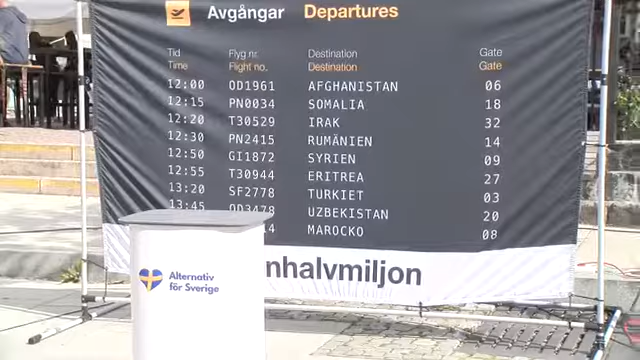 Avgångar Departures
Tid Flyg nr. Destination Gate
Time Flight no. Destination Gate
12:00 OD1961 AFGHANISTAN 06
12:15 PN0034 SOMALIA 18
12:20 T30529 IRAK 32
12:30 PN2415 RUMÄNIEN 14
12:50 GI1872 SYRIEN 09
12:55 T30944 ERITREA 27
13:20 SF2778 TURKIET 03
13:45 OD3478 UZBEKISTAN 20
MAROCKO 08
nhalvmiljon
Alternativ
för Sverige